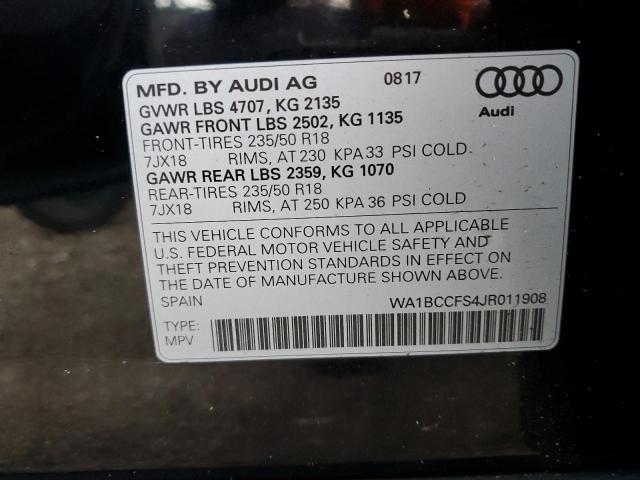 MFD. BY AUDI AG 0817
GVWR LBS 4707, KG 2135
GAWR FRONT LBS 2502, KG 1135
Audi
FRONT-TIRES 235/50 R18
7JX18 RIMS, AT 230 KPA 33 PSI COLD
GAWR REAR LBS 2359, KG 1070
REAR-TIRES 235/50 R18
7JX18 RIMS, AT 250 KPA 36 PSI COLD
THIS VEHICLE CONFORMS TO ALL APPLICABLE
U.S. FEDERAL MOTOR VEHICLE SAFETY AND
THEFT PREVENTION STANDARDS IN EFFECT ON
THE DATE OF MANUFACTURE SHOWN ABOVE.
SPAIN WA1BCCFS4JR011908
TYPE:
MPV